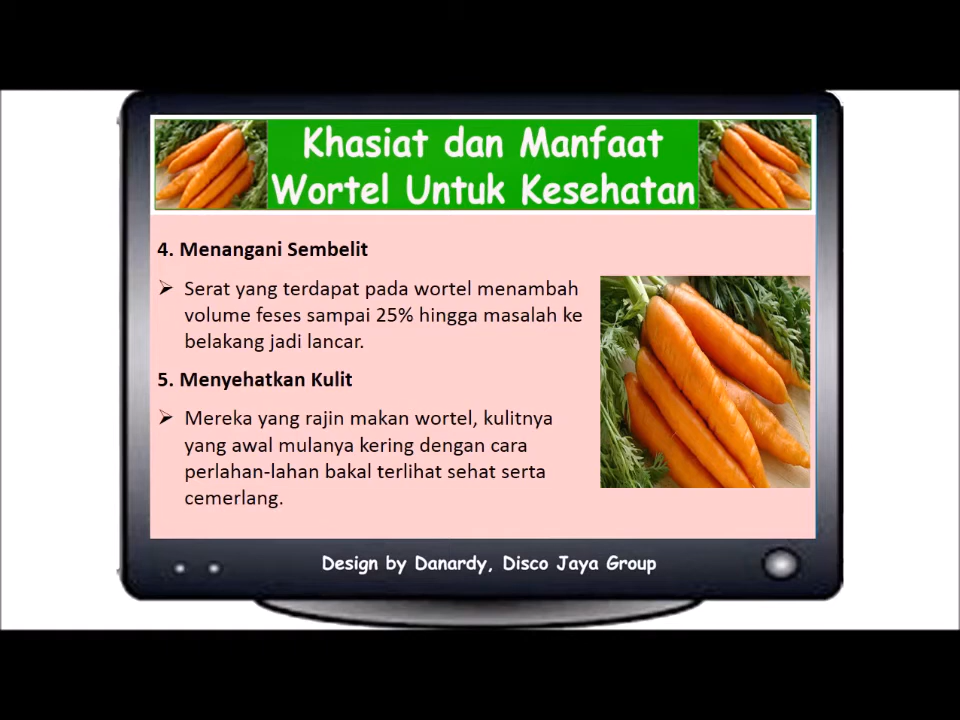 Khasiat dan Manfaat
Wortel Untuk Kesehatan
4. Menangani Sembelit
➢ Serat yang terdapat pada wortel menambah
volume feses sampai 25% hingga masalah ke
belakang jadi lancar.
5. Menyehatkan Kulit
➢ Mereka yang rajin makan wortel, kulitnya
yang awal mulanya kering dengan cara
perlahan-lahan bakal terlihat sehat serta
cemerlang.
Design by Danardy, Disco Jaya Group